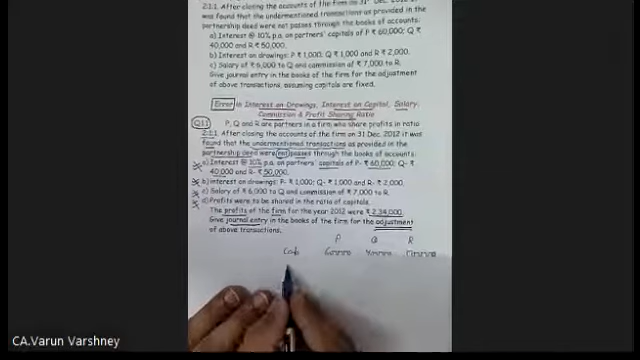 2:1:1. After closing the accounts of the firm on 31st Dec. 2012 it
was found that the undermentioned transactions as provided in the
partnership deed were not passes through the books of accounts.
a) Interest @ 10% p.a. on partners' capitals of P ₹ 60,000; Q ₹
40,000 and R ₹ 50,000.
b) Interest on drawings: P ₹ 1,000; Q ₹ 1,000 and R ₹ 2,000.
c) Salary of ₹ 6,000 to Q and commission of ₹ 7,000 to R.
Give journal entry in the books of the firm for the adjustment
of above transactions, assuming capitals are fixed.
Error in Interest on Drawings, Interest on Capital, Salary,
Commission & Profit Sharing Ratio
Q11 P, Q and R are partners in a firm who share profits in ratio
2:1:1. After closing the accounts of the firm on 31 Dec. 2012 it was
found that the undermentioned transactions as provided in the
partnership deed were not passes through the books of accounts:
a) Interest @ 10% p.a. on partners capitals of P- ₹ 60,000; Q- ₹
40,000 and R- ₹ 50,000.
b) Interest on drawings: P- ₹ 1,000; Q- ₹ 1,000 and R- ₹ 2,000.
c) Salary of ₹ 6,000 to Q and commission of ₹ 7,000 to R.
d) Profits were to be shared in the ratio of capitals.
The profits of the firm for the year 2012 were ₹ 2,34,000.
Give journal entry in the books of the firm for the adjustment
of above transactions.
P Q R
Cap 60000 40000
CA.Varun Varshney